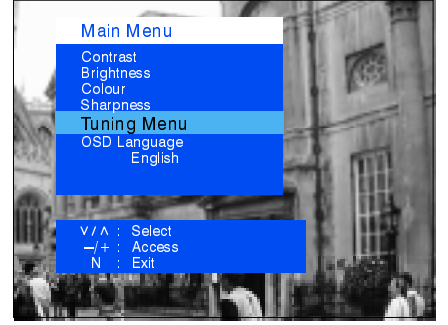 Main Menu
Contrast
Brightness
Colour
Sharpness
Tuning Menu
OSD Language
English
∨/∧ : Select
–/+ : Access
N : Exit